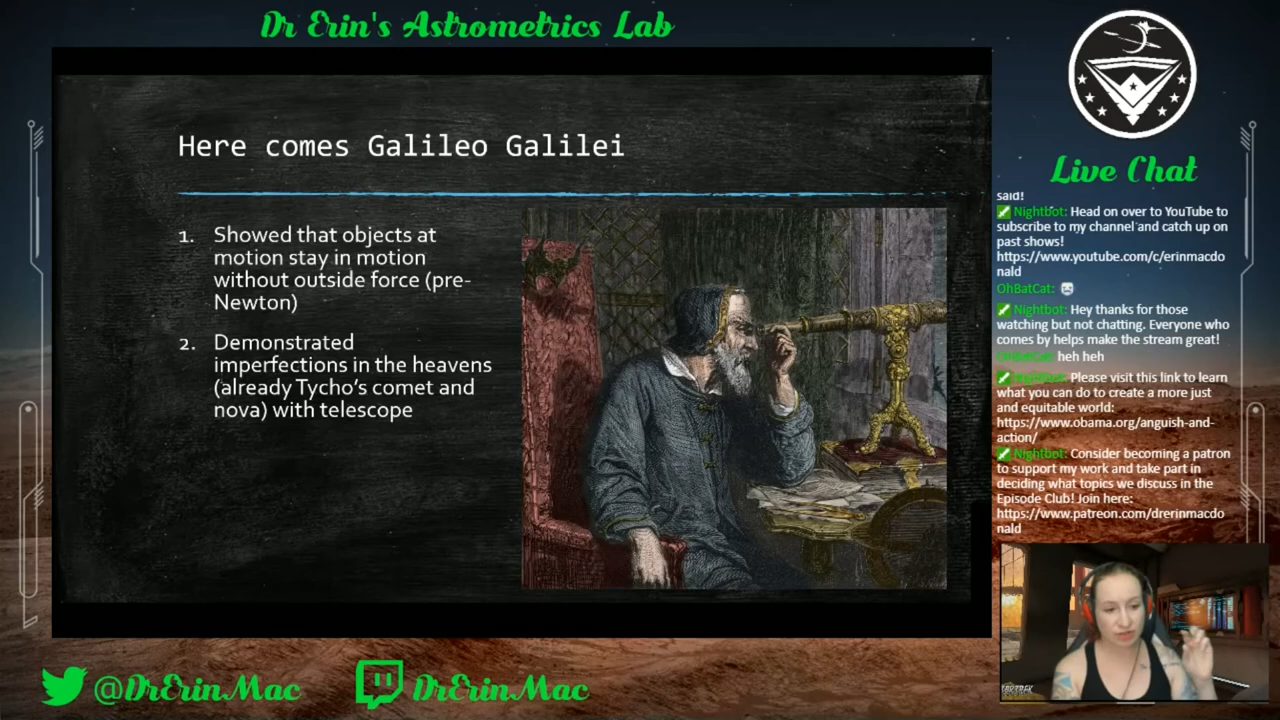 Dr Erin's Astrometrics Lab
Here comes Galileo Galilei
1. Showed that objects at
motion stay in motion
without outside force (pre-
Newton)
2. Demonstrated
imperfections in the heavens
(already Tycho's comet and
nova) with telescope
Live Chat
said!
Nightbot: Head on over to YouTube to
subscribe to my channel and catch up on
past shows!
https://www.youtube.com/c/erinmacdo
nald
OhBatCat:
Nightbot: Hey thanks for those
watching but not chatting. Everyone who
comes by helps make the stream great!
OhBatCat: heh heh
Nightbot: Please visit this link to learn
what you can do to create a more just
and equitable world:
https://www.obama.org/anguish-and-
action/
Nightbot: Consider becoming a patron
to support my work and take part in
deciding what topics we discuss in the
Episode Club! Join here:
https://www.patreon.com/drerinmacdo
nald
@DrErinMac
DrErinMac